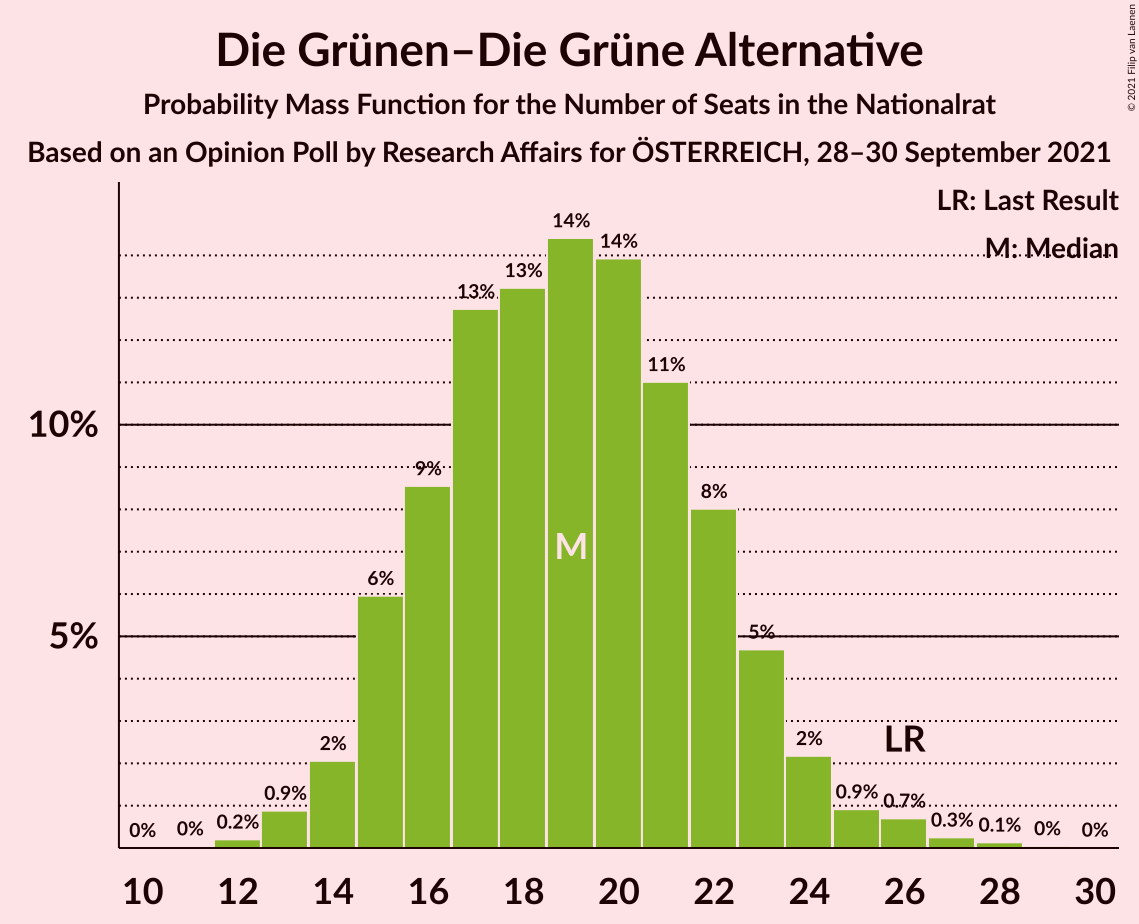 Die Grünen–Die Grüne Alternative
Probability Mass Function for the Number of Seats in the Nationalrat
Based on an Opinion Poll by Research Affairs for ÖSTERREICH, 28–30 September 2021
© 2021 Filip van Laenen
LR: Last Result
M: Median
14%
14%
13%
13%
11%
10%
9%
8%
M
6%
5%
5%
2%
2%
LR
0.9%
0.9%
0.7%
0.2%
0.3%
0.1%
0%
0%
0%
0%
10 12 14 16 18 20 22 24 26 28 30